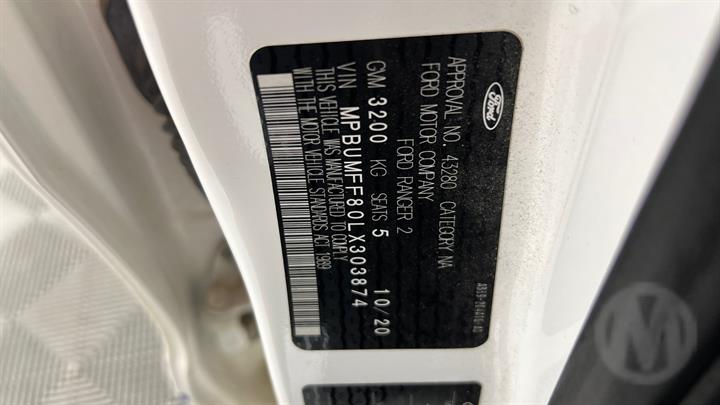 Ford
APPROVAL NO. 43280 CATEGORY NA
FORD MOTOR COMPANY
FORD RANGER 2
GVM 3200 KG SEATS 5 10/20
VIN MPBUMFF80LX303874
THIS VEHICLE WAS MANUFACTURED TO COMPLY
WITH THE MOTOR VEHICLE STANDARDS ACT 1989
M